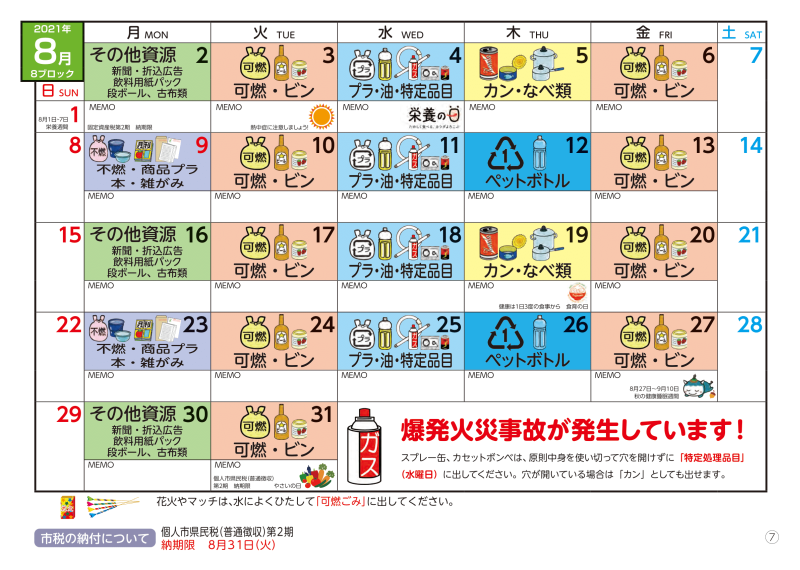 2021年
8月
8ブロック
月 MON
火 TUE
水 WED
木 THU
金 FRI
土 SAT
日 SUN
その他資源 2
新聞・折込広告
飲料用紙パック
段ボール、古布類
可燃
3
可燃・ビン
プラ
ガス
4
プラ・油・特定品目
5
カン・なべ類
可燃
6
可燃・ビン
7
8月1日~7日
栄養週間
1
MEMO
固定資産税第2期 納期限
MEMO
熱中症に注意しましょう!
MEMO
栄養の日
MEMO
MEMO
8
不燃
9
不燃・商品プラ
本・雑がみ
可燃
10
可燃・ビン
プラ
ガス
11
プラ・油・特定品目
1
12
ペットボトル
可燃
13
可燃・ビン
14
MEMO
MEMO
MEMO
MEMO
MEMO
15
その他資源 16
新聞・折込広告
飲料用紙パック
段ボール、古布類
可燃
17
可燃・ビン
プラ
ガス
18
プラ・油・特定品目
19
カン・なべ類
可燃
20
可燃・ビン
21
MEMO
MEMO
MEMO
MEMO
健康は1日3度の食事から 食育の日
MEMO
22
不燃
23
不燃・商品プラ
本・雑がみ
可燃
24
可燃・ビン
プラ
ガス
25
プラ・油・特定品目
1
26
ペットボトル
可燃
27
可燃・ビン
28
MEMO
MEMO
MEMO
MEMO
MEMO
8月27日~9月10日
秋の健康睡眠週間
29
その他資源 30
新聞・折込広告
飲料用紙パック
段ボール、古布類
可燃
31
可燃・ビン
MEMO
MEMO
個人市県民税(普通徴収)
第2期 納期限 やさいの日
ガス
爆発火災事故が発生しています!
スプレー缶、カセットボンベは、原則中身を使い切って穴を開けずに「特定処理品目」
(水曜日)に出してください。穴が開いている場合は「カン」としても出せます。
花火やマッチは、水によくひたして「可燃ごみ」に出してください。
市税の納付について
個人市県民税(普通徴収)第2期
納期限 8月31日(火)
⑦